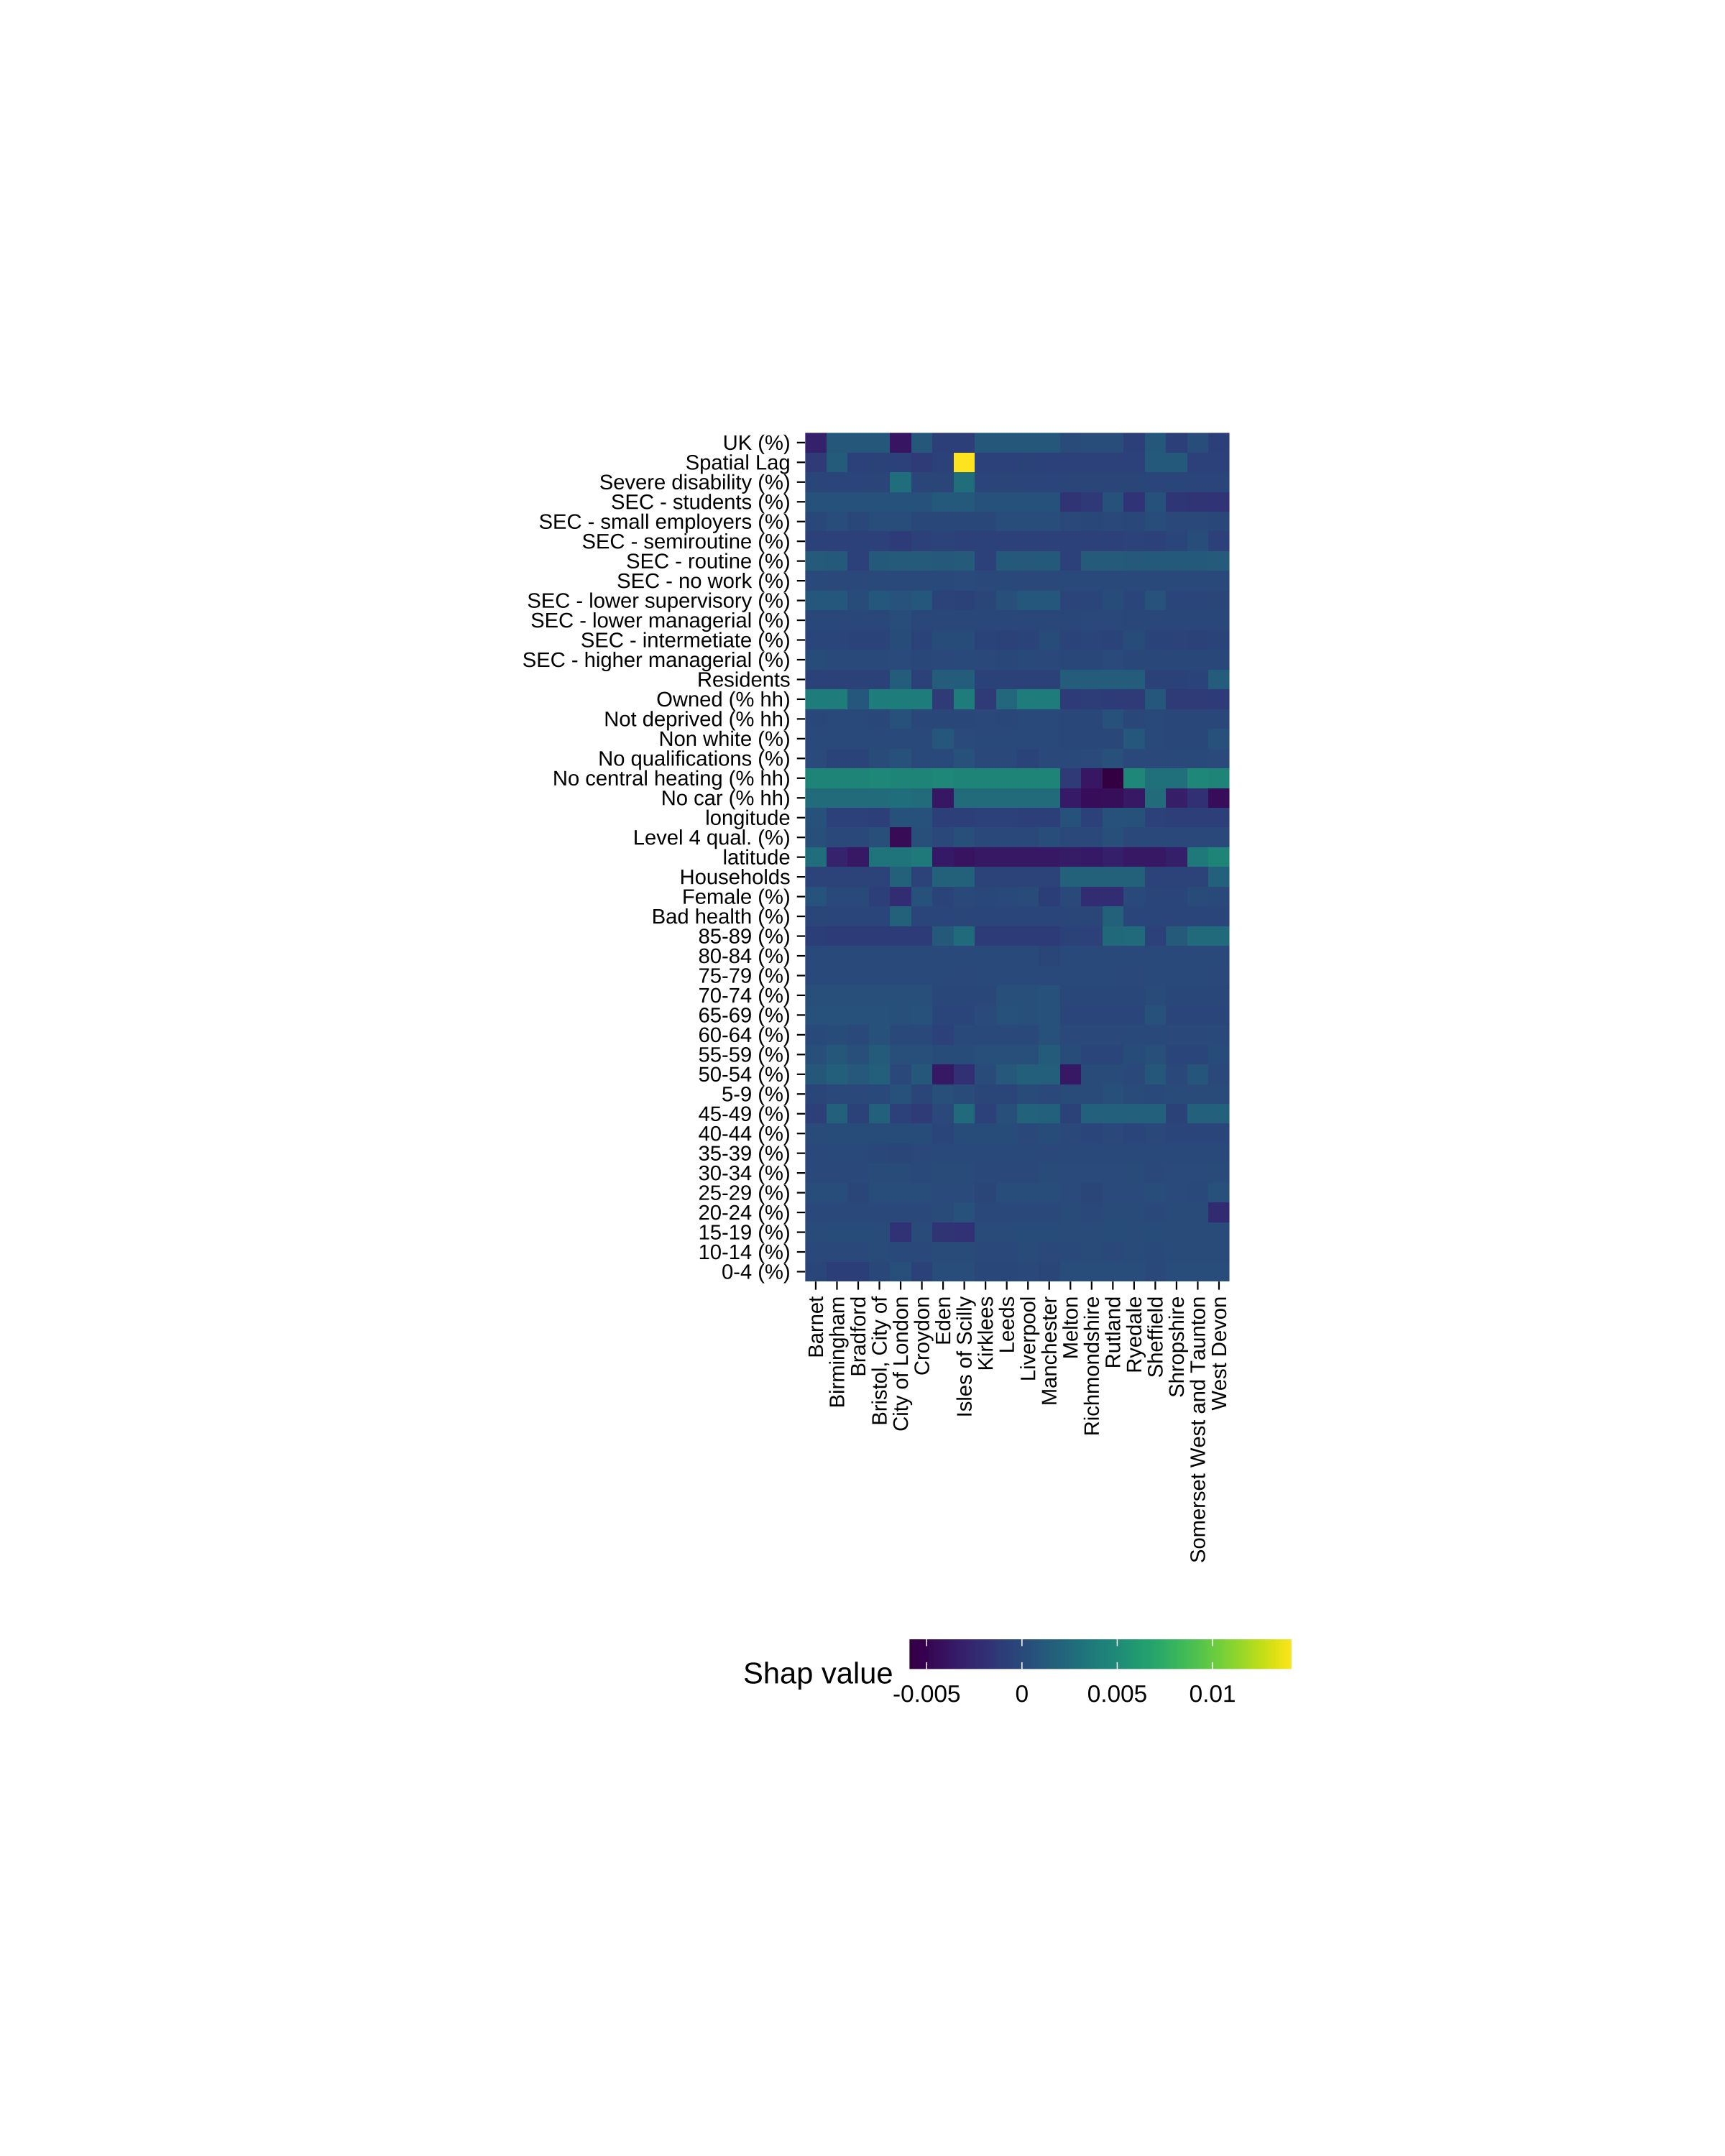 UK (%)
Spatial Lag
Severe disability (%)
SEC - students (%)
SEC - small employers (%)
SEC - semiroutine (%)
SEC - routine (%)
SEC - no work (%)
SEC - lower supervisory (%)
SEC - lower managerial (%)
SEC - intermetiate (%)
SEC - higher managerial (%)
Residents
Owned (% hh)
Not deprived (% hh)
Non white (%)
No qualifications (%)
No central heating (% hh)
No car (% hh)
longitude
Level 4 qual. (%)
latitude
Households
Female (%)
Bad health (%)
85-89 (%)
80-84 (%)
75-79 (%)
70-74 (%)
65-69 (%)
60-64 (%)
55-59 (%)
50-54 (%)
5-9 (%)
45-49 (%)
40-44 (%)
35-39 (%)
30-34 (%)
25-29 (%)
20-24 (%)
15-19 (%)
10-14 (%)
0-4 (%)
Barnet
Birmingham
Bradford
Bristol, City of
City of London
Croydon
Eden
Isles of Scilly
Kirklees
Leeds
Liverpool
Manchester
Melton
Richmondshire
Rutland
Ryedale
Sheffield
Shropshire
Somerset West and Taunton
West Devon
Shap value
-0.005 0 0.005 0.01